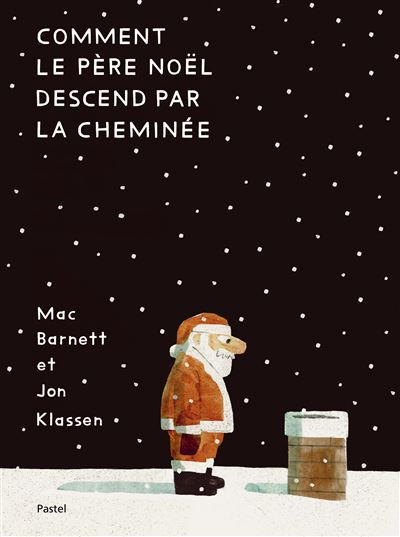 COMMENT
LE PÈRE NOËL
DESCEND PAR
LA CHEMINÉE
Mac
Barnett
et
Jon
Klassen
Pastel